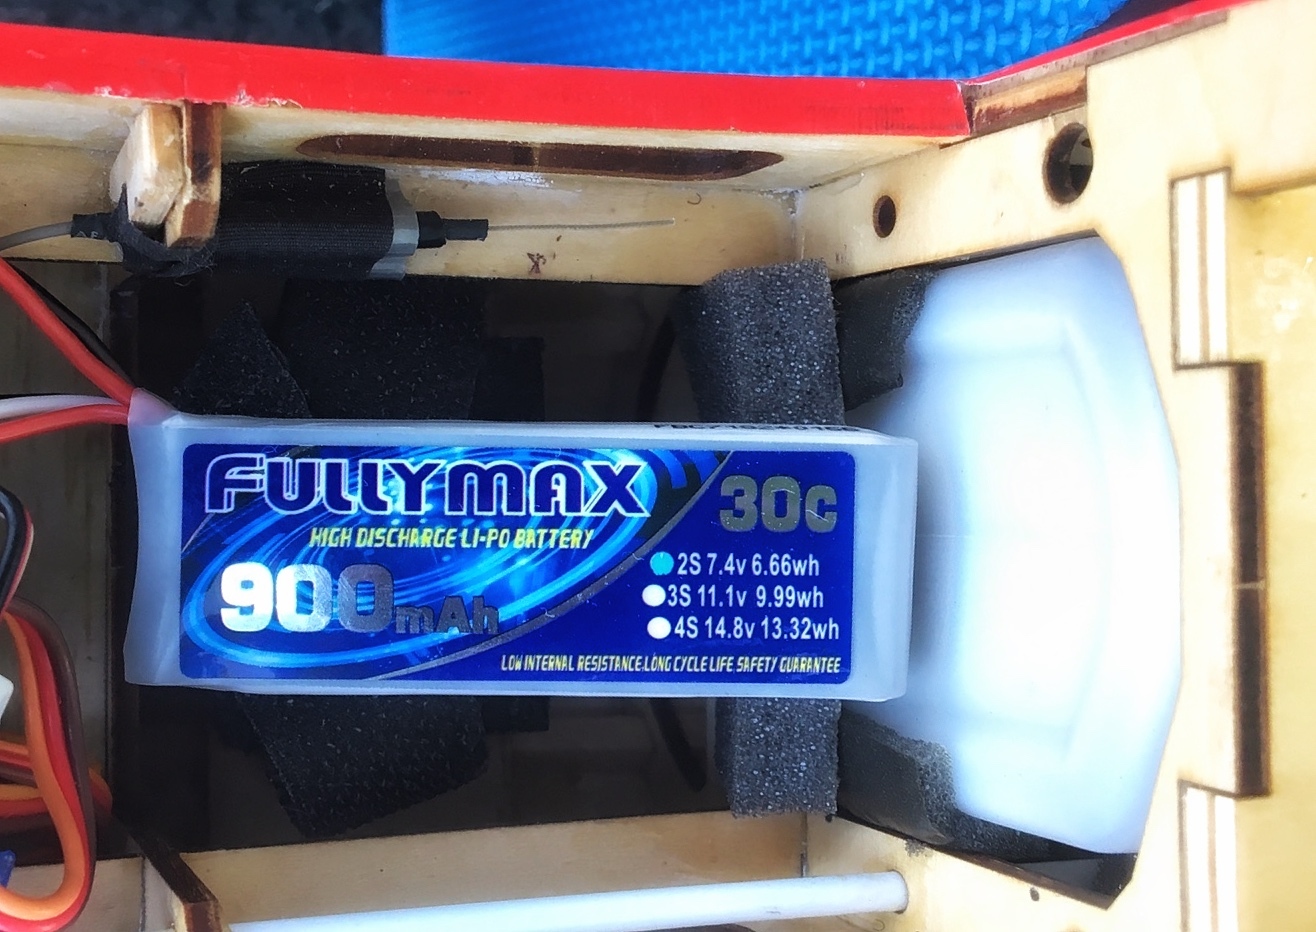 FULLYMAX
30C
HIGH DISCHARGE LI-PO BATTERY
900mAh
2S 7.4v 6.66wh
3S 11.1v 9.99wh
4S 14.8v 13.32wh
LOW INTERNAL RESISTANCE.LONG CYCLE LIFE SAFETY GUARANTEE